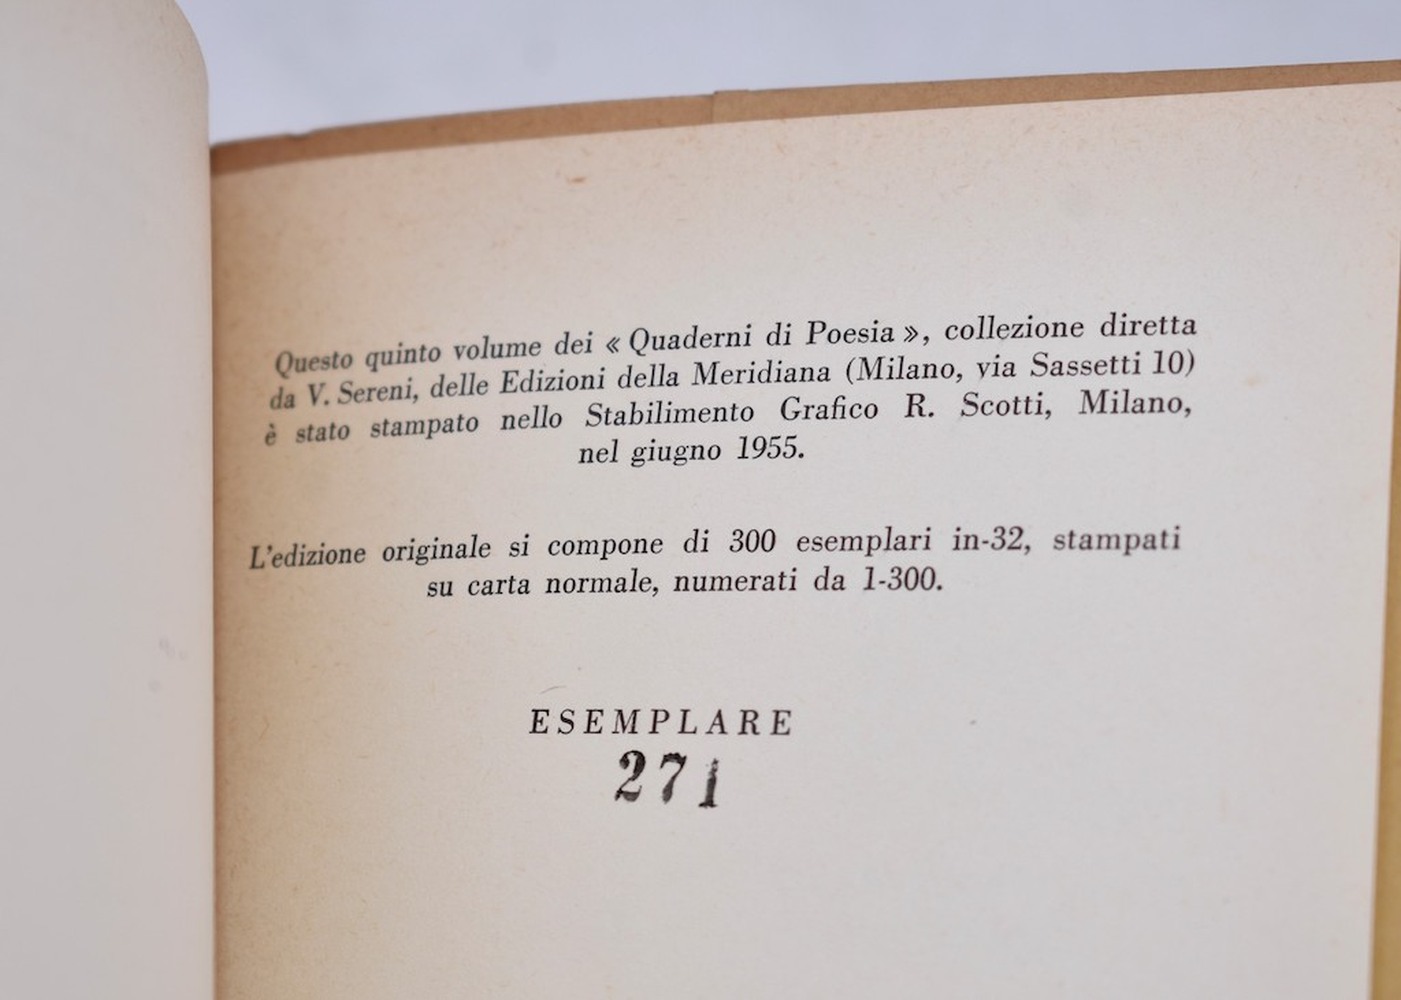 Questo quinto volume dei « Quaderni di Poesia », collezione diretta
da V. Sereni, delle Edizioni della Meridiana (Milano, via Sassetti 10)
è stato stampato nello Stabilimento Grafico R. Scotti, Milano,
nel giugno 1955.
L'edizione originale si compone di 300 esemplari in-32, stampati
su carta normale, numerati da 1-300.
ESEMPLARE
271